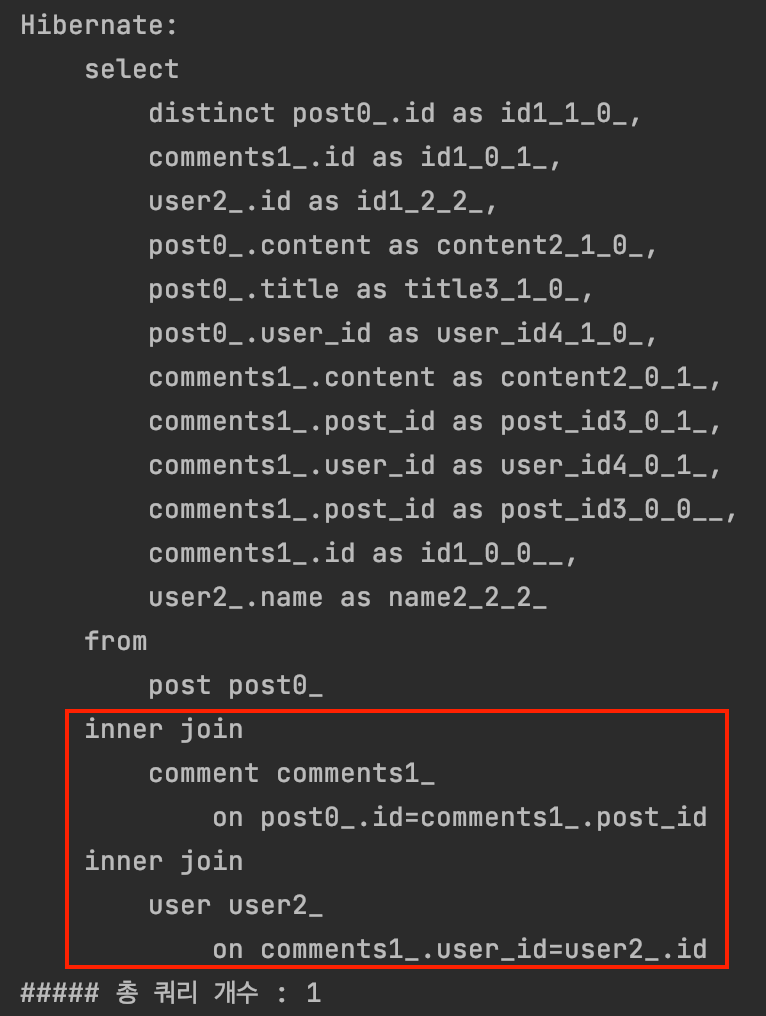 Hibernate:
select
distinct post0_.id as id1_1_0_,
comments1_.id as id1_0_1_,
user2_.id as id1_2_2_,
post0_.content as content2_1_0_,
post0_.title as title3_1_0_,
post0_.user_id as user_id4_1_0_,
comments1_.content as content2_0_1_,
comments1_.post_id as post_id3_0_1_,
comments1_.user_id as user_id4_0_1_,
comments1_.post_id as post_id3_0_0__,
comments1_.id as id1_0_0__,
user2_.name as name2_2_2_
from
post post0_
inner join
comment comments1_
on post0_.id=comments1_.post_id
inner join
user user2_
on comments1_.user_id=user2_.id
##### 총 쿼리 개수 : 1